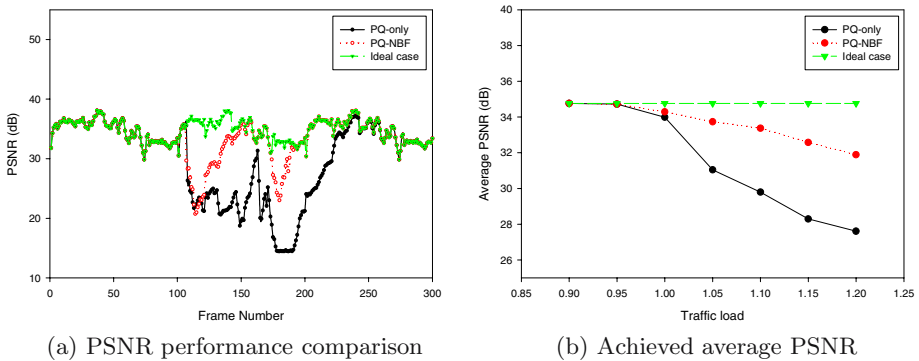 PQ-only
PQ-NBF
Ideal case
PSNR (dB)
50
40
30
20
10
0 50 100 150 200 250 300
Frame Number
(a) PSNR performance comparison
PQ-only
PQ-NBF
Ideal case
Average PSNR (dB)
40
38
36
34
32
30
28
26
0.85 0.90 0.95 1.00 1.05 1.10 1.15 1.20 1.25
Traffic load
(b) Achieved average PSNR